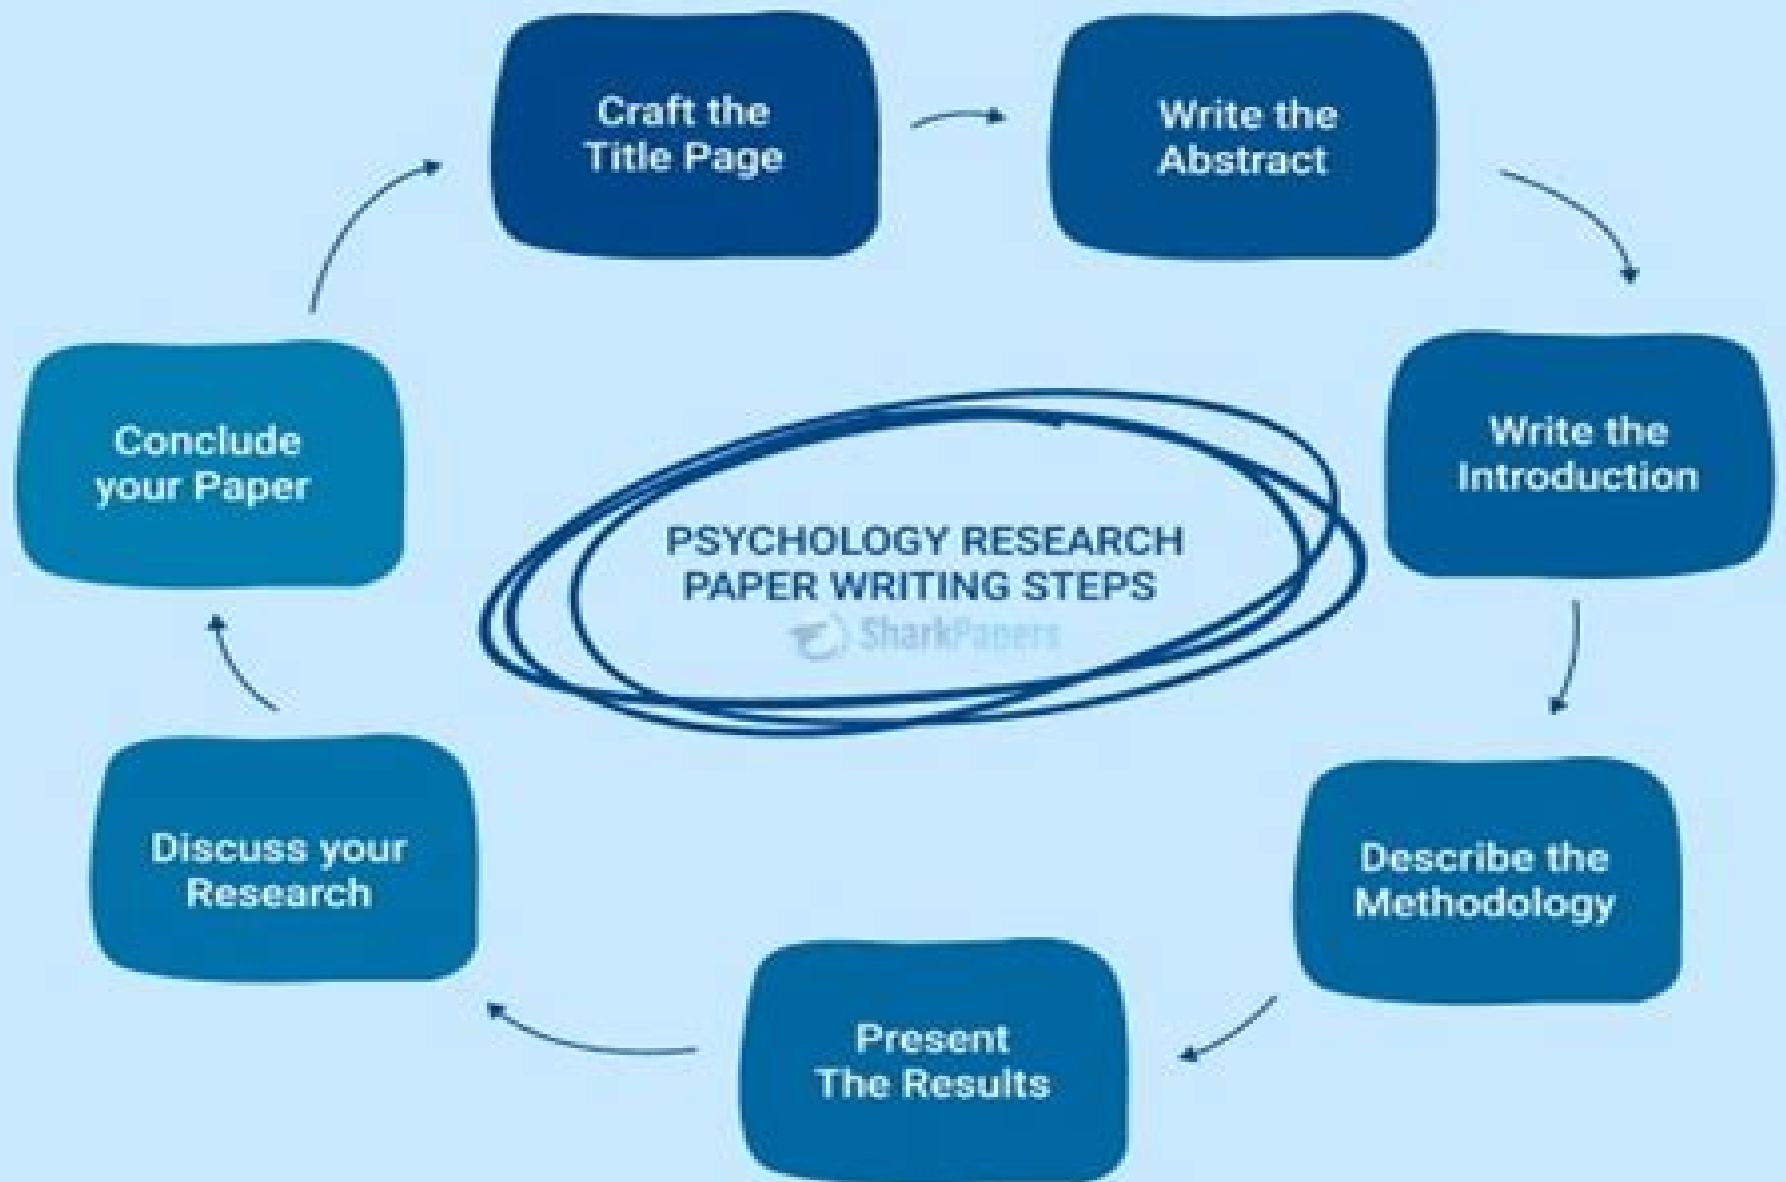 Craft the
Title Page
Write the
Abstract
Write the
Introduction
Describe the
Methodology
Present
The Results
Discuss your
Research
Conclude
your Paper
PSYCHOLOGY RESEARCH
PAPER WRITING STEPS
SharkPapers